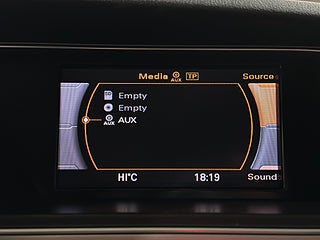 Media AUX TP Source
Empty
Empty
AUX AUX
HI°C 18:19 Sound